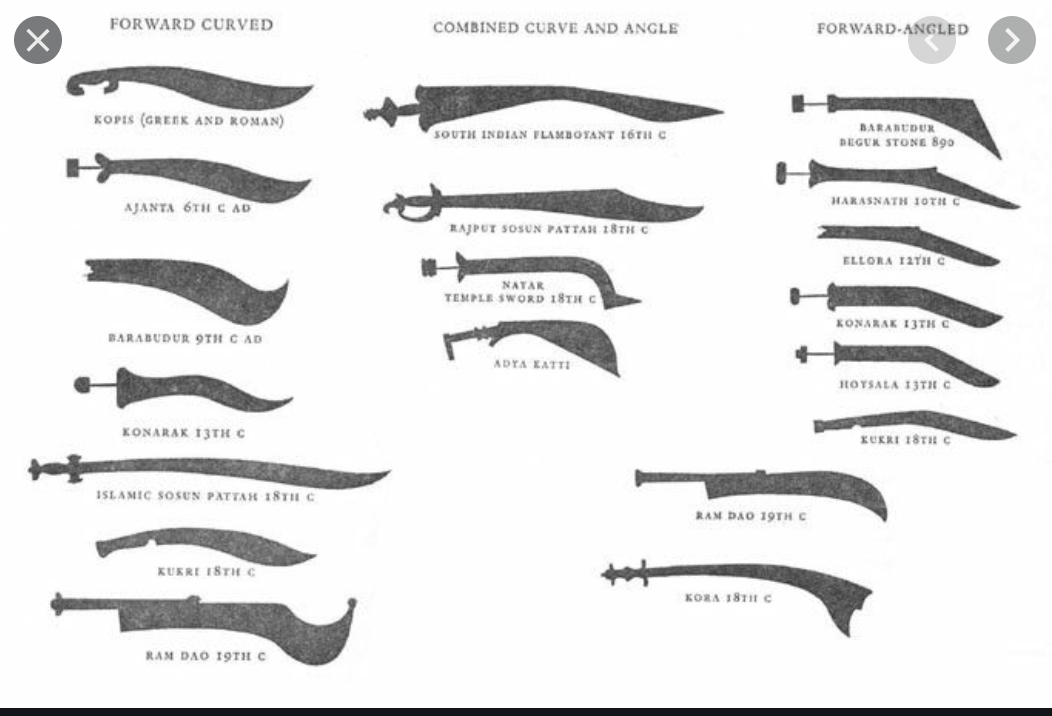 FORWARD CURVED
KOPIS (GREEK AND ROMAN)
AJANTA 6TH C AD
BARABUDUR 9TH C AD
KONARAK 13TH C
ISLAMIC SOSUN PATTAH 18TH C
KUKRI 18TH C
RAM DAO 19TH C
COMBINED CURVE AND ANGLE
SOUTH INDIAN FLAMBOYANT 16TH C
RAJPUT SOSUN PATTAH 18TH C
NAYAR
TEMPLE SWORD 18TH C
ADYA KATTI
FORWARD-ANGLED
BARABUDUR
BEGUR STONE 890
HARASNATH 10TH C
ELLORA 12TH C
KONARAK 13TH C
HOYSALA 13TH C
KUKRI 18TH C
RAM DAO 19TH C
KORA 18TH C